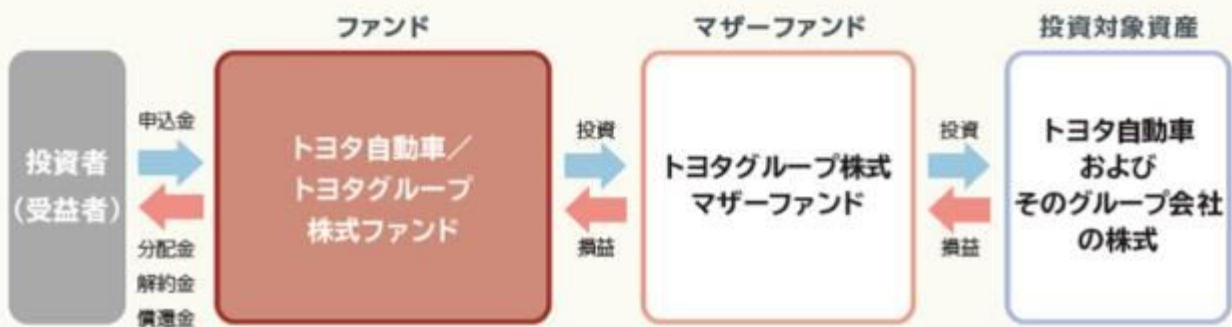 ファンド
マザーファンド
投資対象資産
投資者
(受益者)
申込金
分配金
解約金
償還金
トヨタ自動車/
トヨタグループ
株式ファンド
投資
損益
トヨタグループ株式
マザーファンド
投資
損益
トヨタ自動車
および
そのグループ会社
の株式